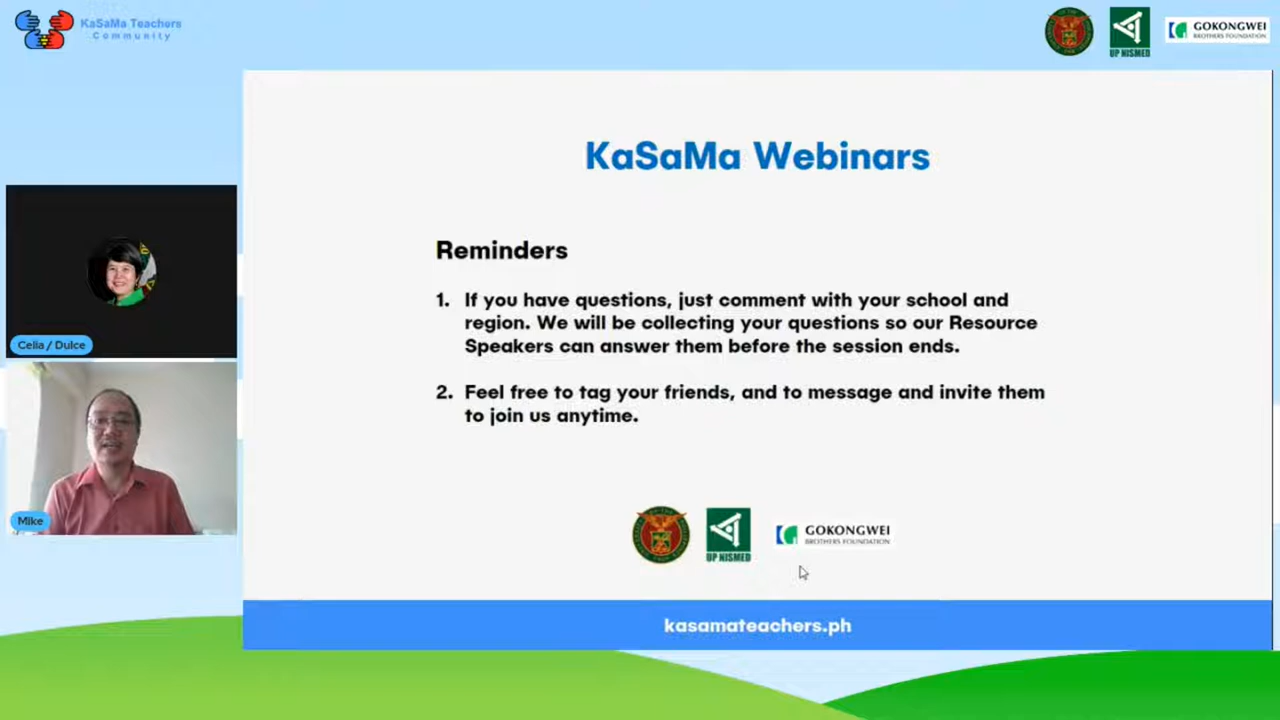 KaSaMa Teachers
Community
UP NISMED
GOKONGWEI
BROTHERS FOUNDATION
KaSaMa Webinars
Reminders
1. If you have questions, just comment with your school and
region. We will be collecting your questions so our Resource
Speakers can answer them before the session ends.
2. Feel free to tag your friends, and to message and invite them
to join us anytime.
Celia / Dulce
Mike
UP NISMED
GOKONGWEI
BROTHERS FOUNDATION
kasamateachers.ph